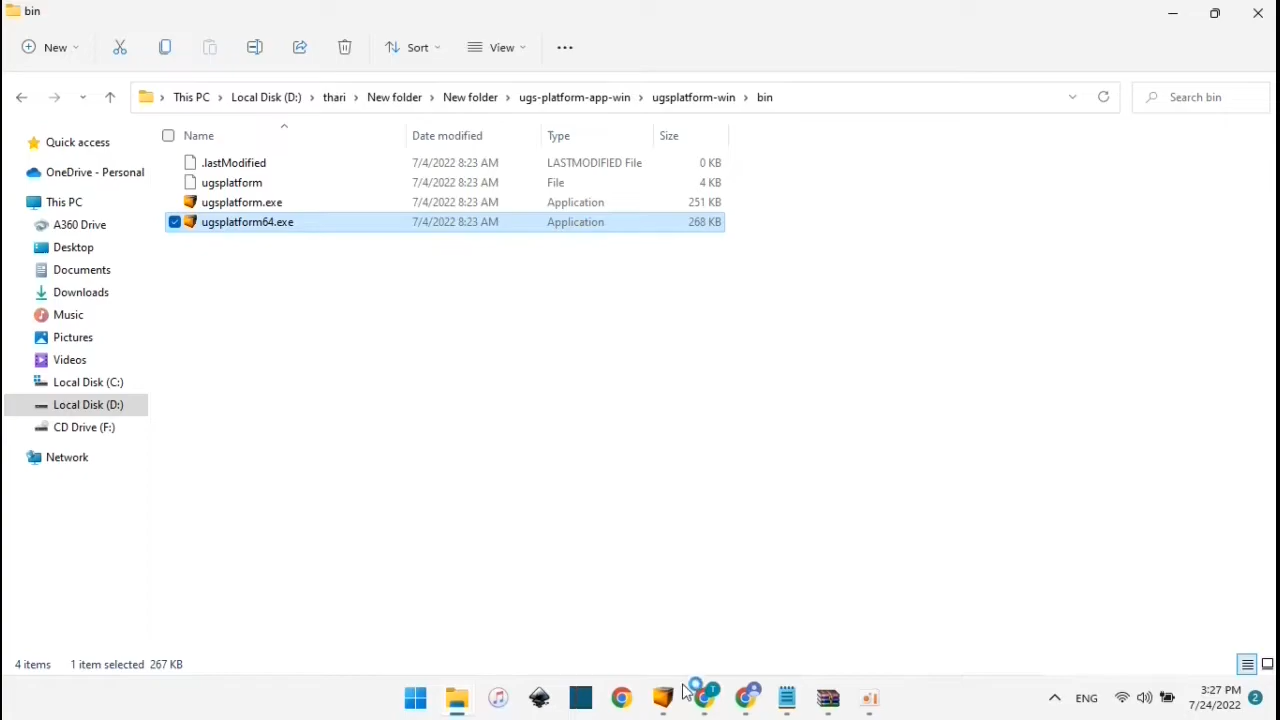 bin
New
Sort
View
This PC > Local Disk (D:) > thari > New folder > New folder > ugs-platform-app-win > ugsplatform-win > bin
Search bin
Name Date modified Type Size
.lastModified 7/4/2022 8:23 AM LASTMODIFIED File 0 KB
ugsplatform 7/4/2022 8:23 AM File 4 KB
ugsplatform.exe 7/4/2022 8:23 AM Application 251 KB
ugsplatform64.exe 7/4/2022 8:23 AM Application 268 KB
Quick access
OneDrive - Personal
This PC
A360 Drive
Desktop
Documents
Downloads
Music
Pictures
Videos
Local Disk (C:)
Local Disk (D:)
CD Drive (F:)
Network
4 items 1 item selected 267 KB
T
ENG
3:27 PM
7/24/2022
2